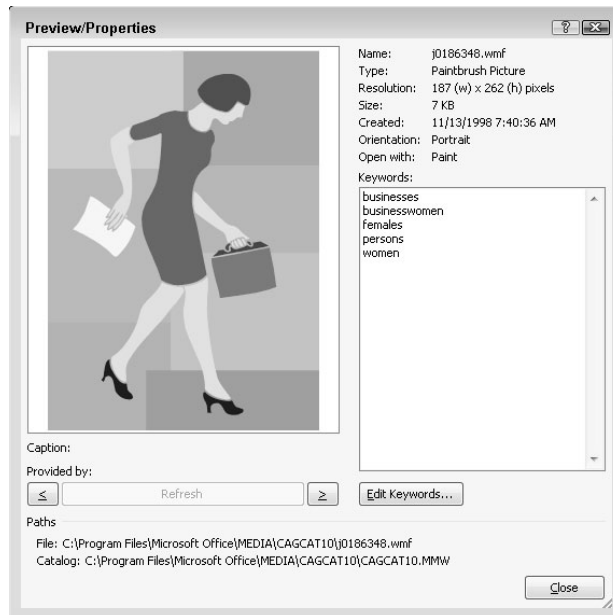 Preview/Properties
Name: j0186348.wmf
Type: Paintbrush Picture
Resolution: 187 (w) x 262 (h) pixels
Size: 7 KB
Created: 11/13/1998 7:40:36 AM
Orientation: Portrait
Open with: Paint
Keywords:
businesses
businesswomen
females
persons
women
Caption:
Provided by:
< Refresh >
Edit Keywords...
Paths
File: C:\Program Files\Microsoft Office\MEDIA\CAGCAT10\j0186348.wmf
Catalog: C:\Program Files\Microsoft Office\MEDIA\CAGCAT10\CAGCAT10.MMW
Close